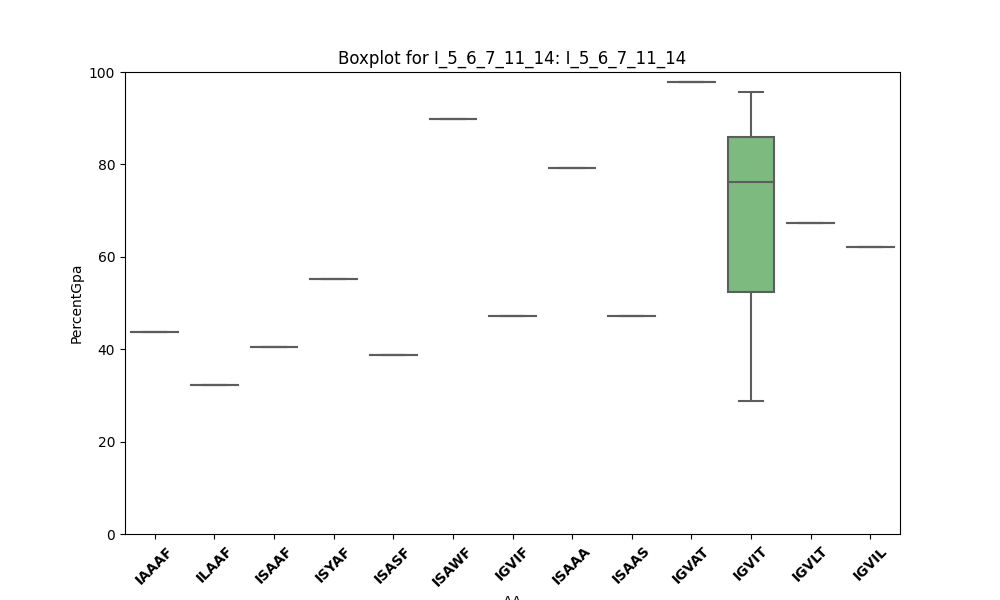 Boxplot for I_5_6_7_11_14: I_5_6_7_11_14
100
80
60
40
20
0
PercentGpa
IAAAF
ILAAF
ISAAF
ISYAF
ISASF
ISAWF
IGVIF
ISAAA
ISAAS
IGVAT
IGVIT
IGVLT
IGVIL
AA